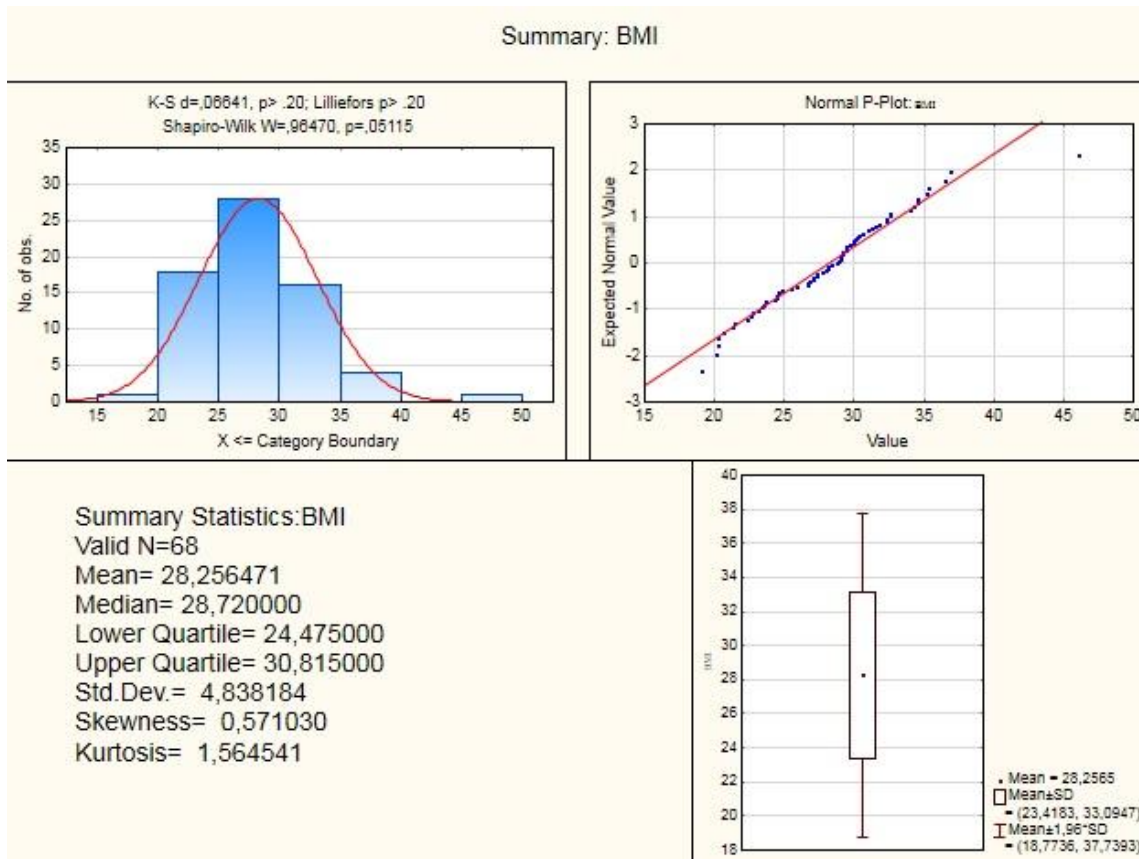 Summary: BMI
K-S d=,06641, p> .20; Lilliefors p> .20
Shapiro-Wilk W=,96470, p=,05115
35
30
25
20
15
10
5
0
No. of obs.
15 20 25 30 35 40 45 50
X <= Category Boundary
Normal P-Plot: BMI
3
2
1
0
-1
-2
-3
Expected Normal Value
15 20 25 30 35 40 45 50
Value
Summary Statistics:BMI
Valid N=68
Mean= 28,256471
Median= 28,720000
Lower Quartile= 24,475000
Upper Quartile= 30,815000
Std.Dev.= 4,838184
Skewness= 0,571030
Kurtosis= 1,564541
40
38
36
34
32
30
28
26
24
22
20
18
BMI
Mean = 28,2565
Mean±SD
= (23,4183, 33,0947)
Mean±1,96*SD
= (18,7736, 37,7393)